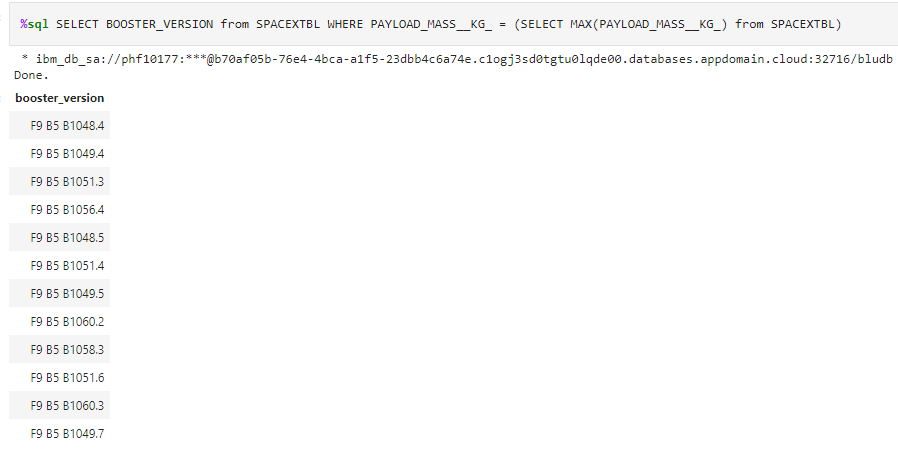 %sql SELECT BOOSTER_VERSION from SPACEXTBL WHERE PAYLOAD_MASS__KG_ = (SELECT MAX(PAYLOAD_MASS__KG_) from SPACEXTBL)
* ibm_db_sa://phf10177:***@b70af05b-76e4-4bca-a1f5-23dbb4c6a74e.c1ogj3sd0tgtu0lqde00.databases.appdomain.cloud:32716/bludb
Done.
booster_version
F9 B5 B1048.4
F9 B5 B1049.4
F9 B5 B1051.3
F9 B5 B1056.4
F9 B5 B1048.5
F9 B5 B1051.4
F9 B5 B1049.5
F9 B5 B1060.2
F9 B5 B1058.3
F9 B5 B1051.6
F9 B5 B1060.3
F9 B5 B1049.7